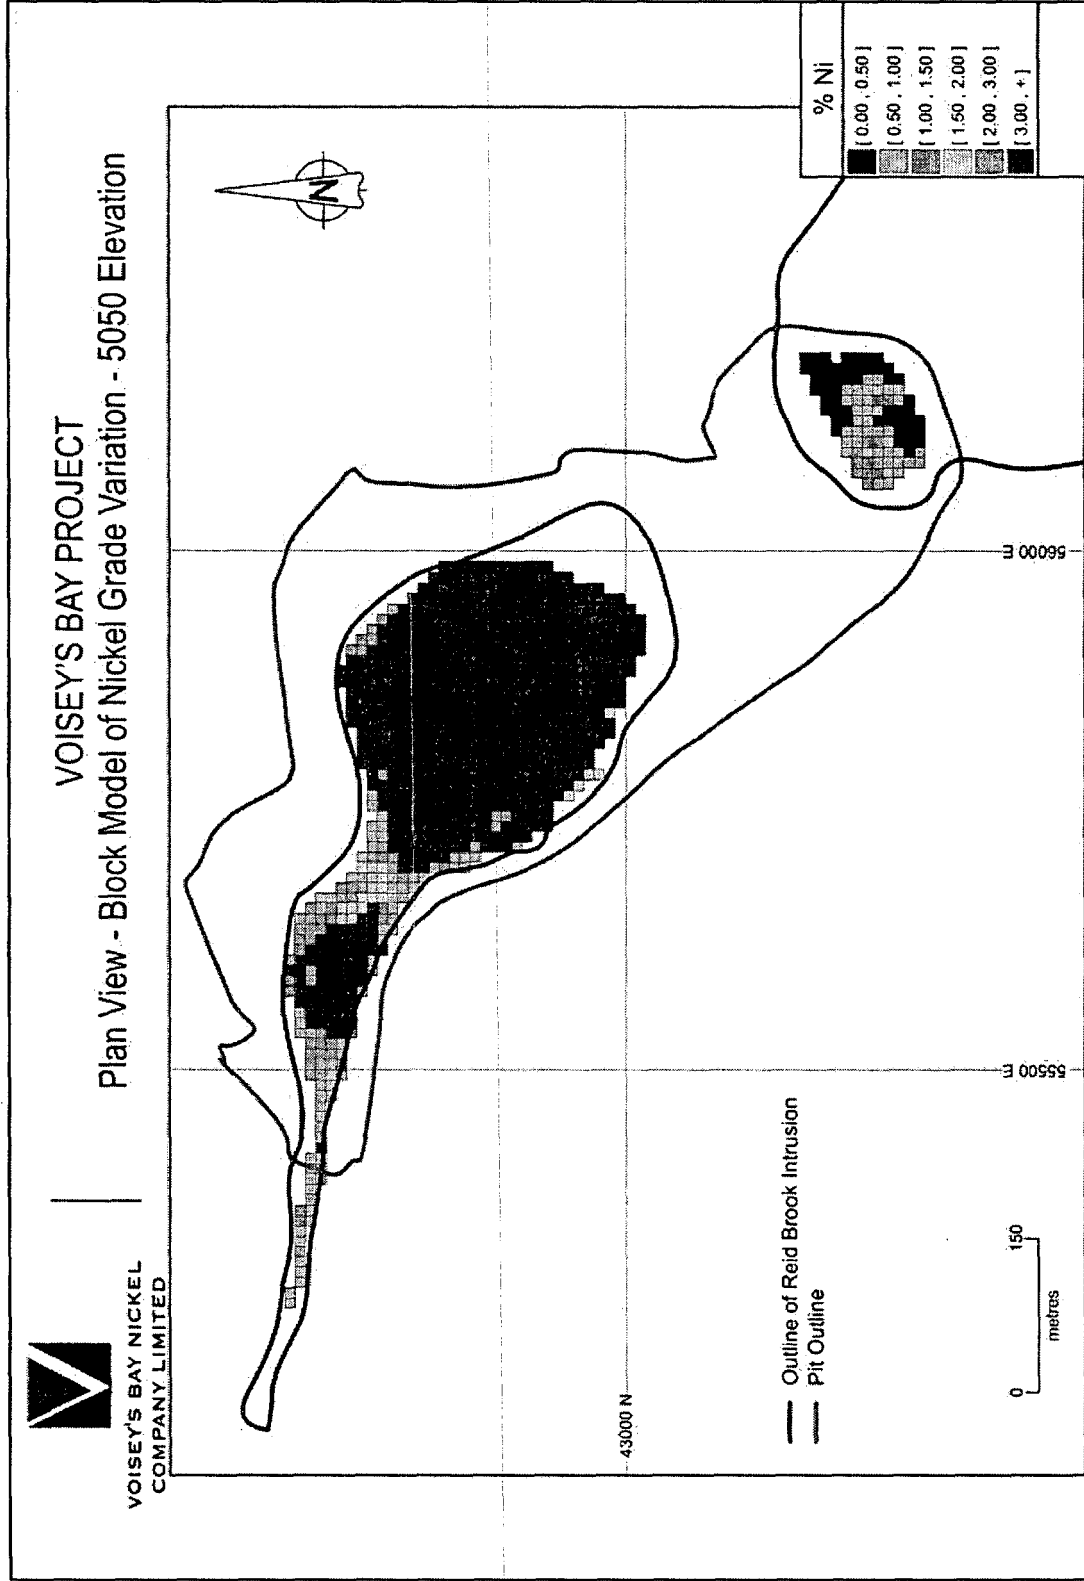 VOISEY'S BAY PROJECT
Plan View - Block Model of Nickel Grade Variation - 5050 Elevation
VOISEY'S BAY NICKEL
COMPANY LIMITED
N
43000 N
56000 E
55500 E
Outline of Reid Brook Intrusion
Pit Outline
0 150
metres
% Ni
[ 0.00 , 0.50 ]
[ 0.50 , 1.00 ]
[ 1.00 , 1.50 ]
[ 1.50 , 2.00 ]
[ 2.00 , 3.00 ]
[ 3.00 , + ]